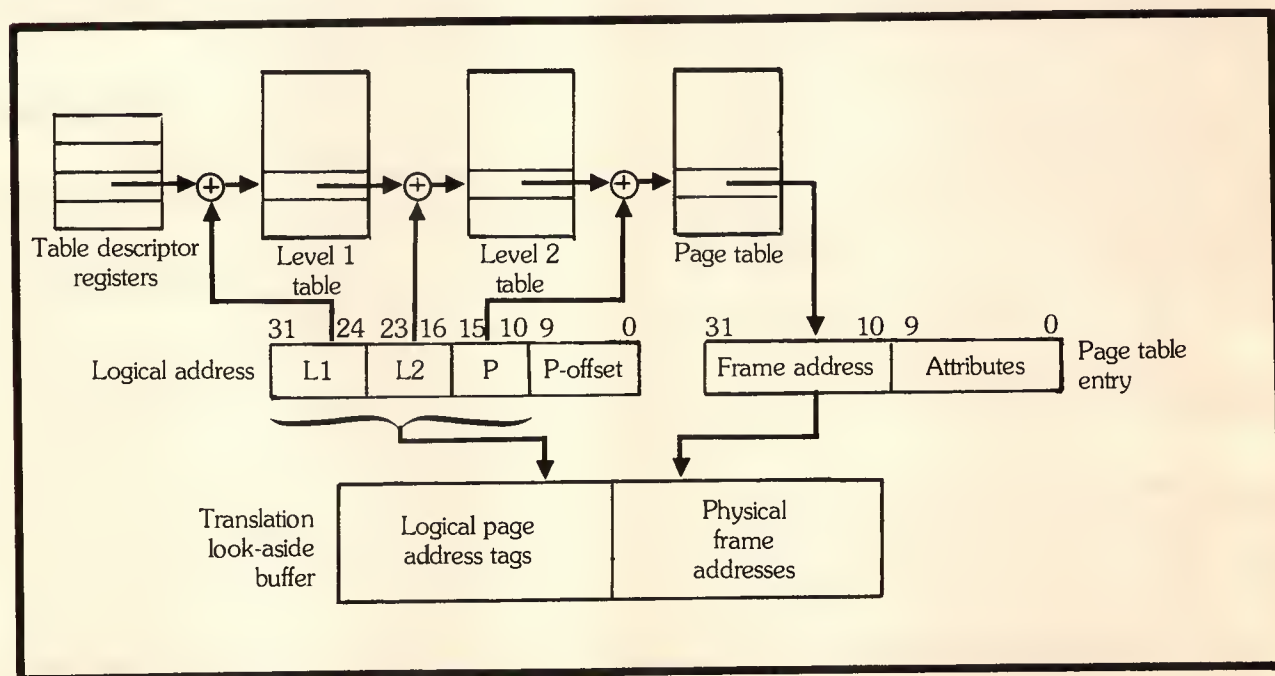 Table descriptor
registers
Level 1
table
Level 2
table
Page table
31 24 23 16 15 10 9 0
Logical address L1 L2 P P-offset
31 10 9 0
Frame address Attributes
Page table
entry
Translation
look-aside
buffer
Logical page
address tags
Physical
frame
addresses